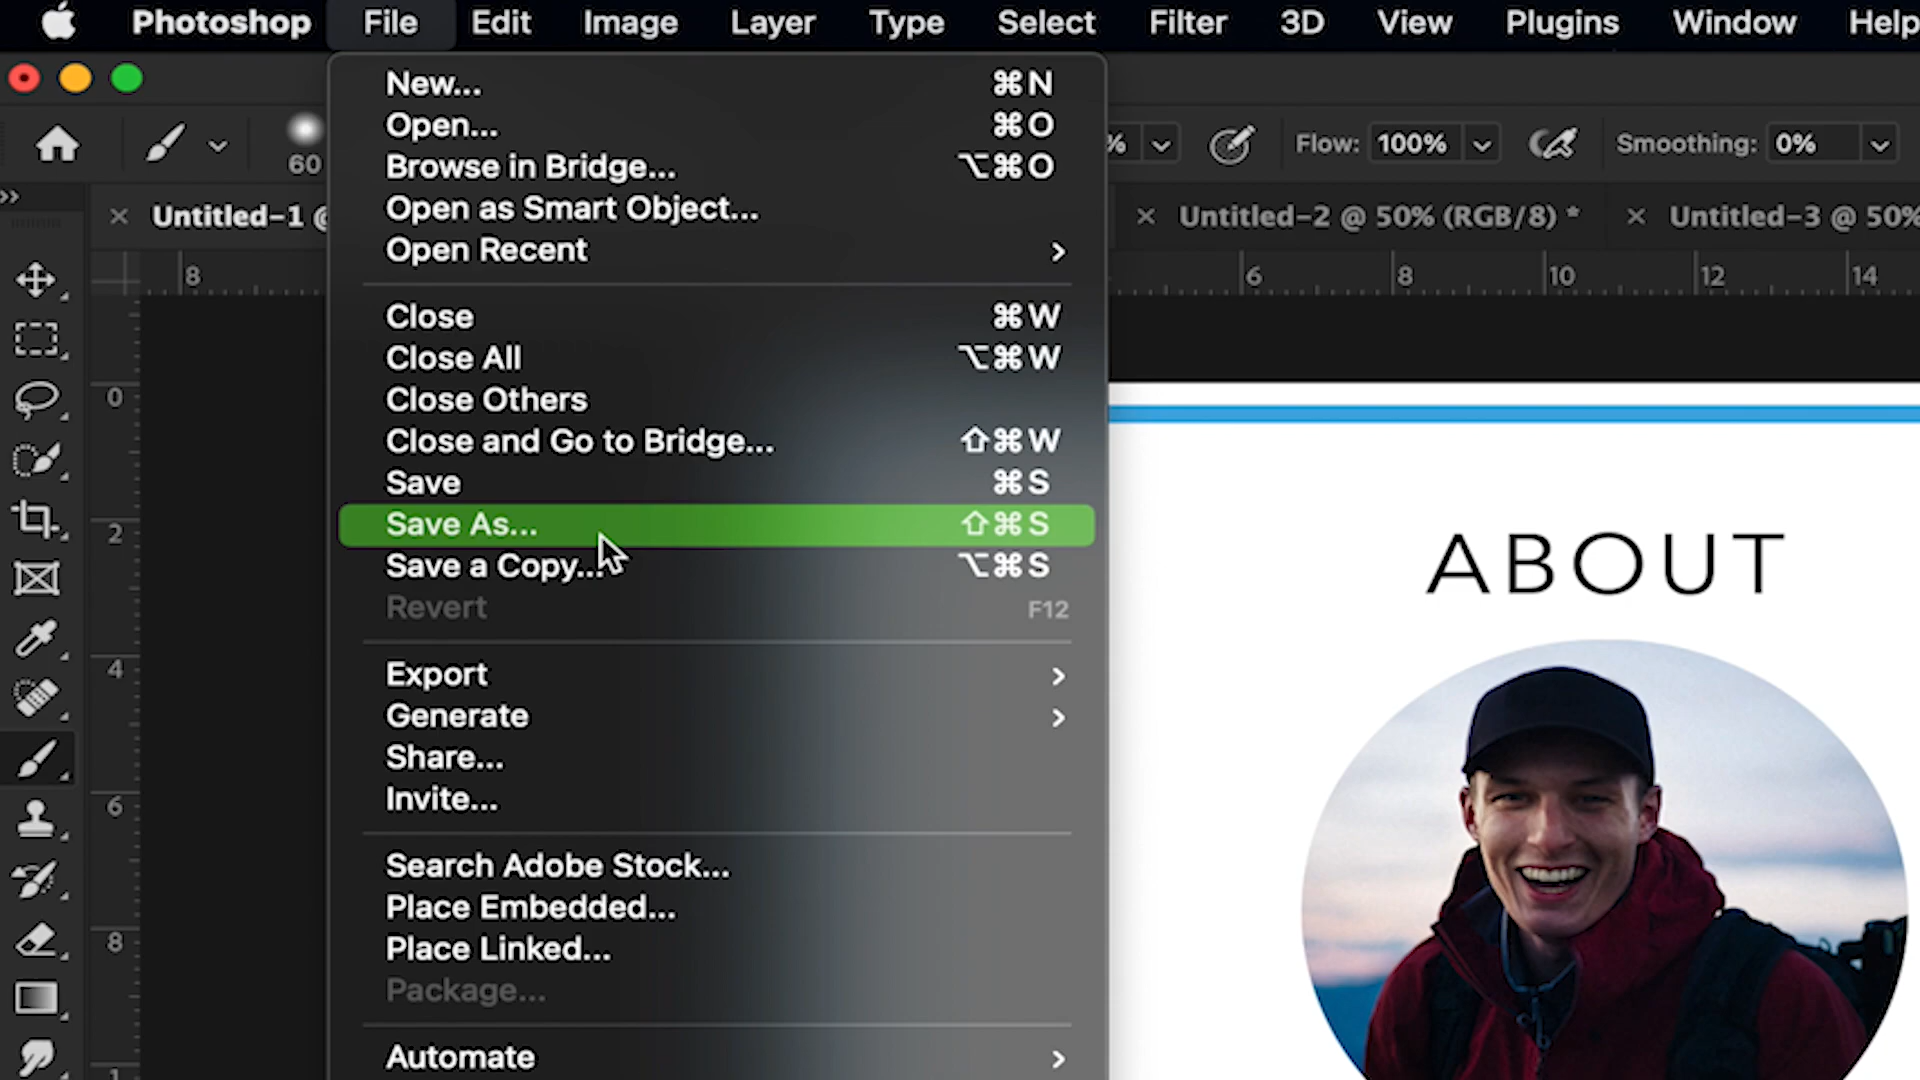 Photoshop File Edit Image Layer Type Select Filter 3D View Plugins Window Help
New... ⌘N
Open... ⌘O
Browse in Bridge... ⌥⌘O
Open as Smart Object...
Open Recent >
Close ⌘W
Close All ⌥⌘W
Close Others
Close and Go to Bridge... ⇧⌘W
Save ⌘S
Save As... ⇧⌘S
Save a Copy... ⌥⌘S
Revert F12
Export >
Generate >
Share...
Invite...
Search Adobe Stock...
Place Embedded...
Place Linked...
Package...
Automate >
60
% Flow: 100% Smoothing: 0%
Untitled-1 @
Untitled-2 @ 50% (RGB/8) *
Untitled-3 @ 50%
8 6 8 10 12 14
0
2
4
6
8
1
ABOUT